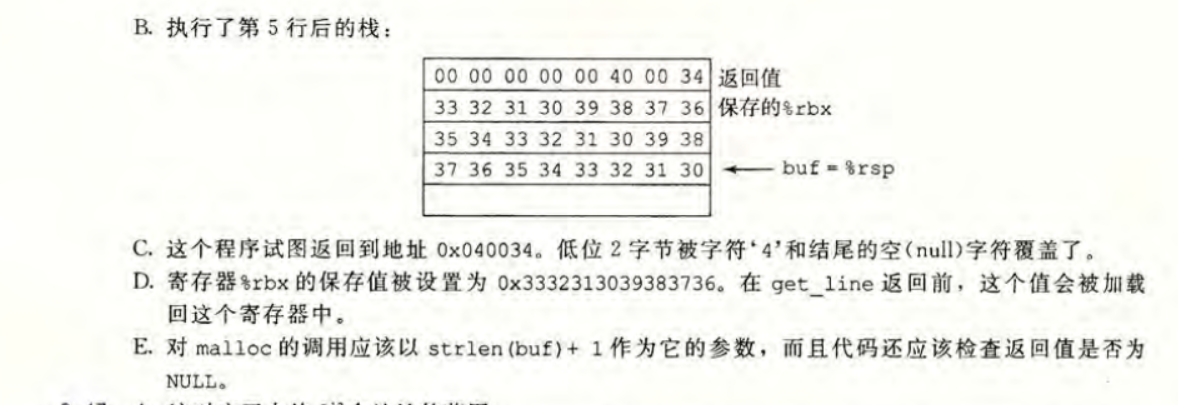 B. 执行了第 5 行后的栈：
00 00 00 00 00 40 00 34 返回值
33 32 31 30 39 38 37 36 保存的%rbx
35 34 33 32 31 30 39 38
37 36 35 34 33 32 31 30 ← buf = %rsp
C. 这个程序试图返回到地址 0x040034。低位 2 字节被字符‘4’和结尾的空(null)字符覆盖了。
D. 寄存器%rbx 的保存值被设置为 0x3332313039383736。在 get_line 返回前，这个值会被加载
回这个寄存器中。
E. 对 malloc 的调用应该以 strlen(buf)+ 1 作为它的参数，而且代码还应该检查返回值是否为
NULL。